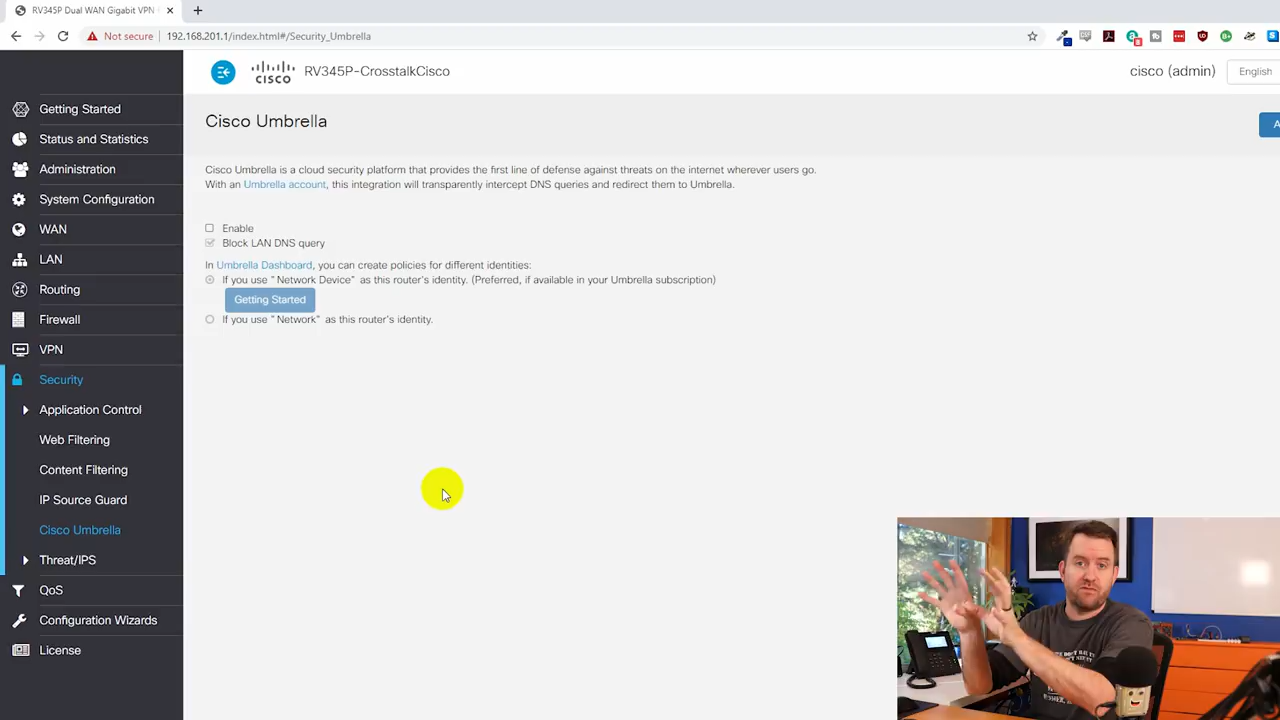 RV345P Dual WAN Gigabit VPN
Not secure
192.168.201.1/index.html#/Security_Umbrella
cisco
RV345P-CrosstalkCisco
cisco (admin)
English
Getting Started
Status and Statistics
Administration
System Configuration
WAN
LAN
Routing
Firewall
VPN
Security
Application Control
Web Filtering
Content Filtering
IP Source Guard
Cisco Umbrella
Threat/IPS
QoS
Configuration Wizards
License
Cisco Umbrella
A
Cisco Umbrella is a cloud security platform that provides the first line of defense against threats on the internet wherever users go.
With an Umbrella account, this integration will transparently intercept DNS queries and redirect them to Umbrella.
Enable
Block LAN DNS query
In Umbrella Dashboard, you can create policies for different identities:
If you use "Network Device" as this router's identity. (Preferred, if available in your Umbrella subscription)
Getting Started
If you use "Network" as this router's identity.